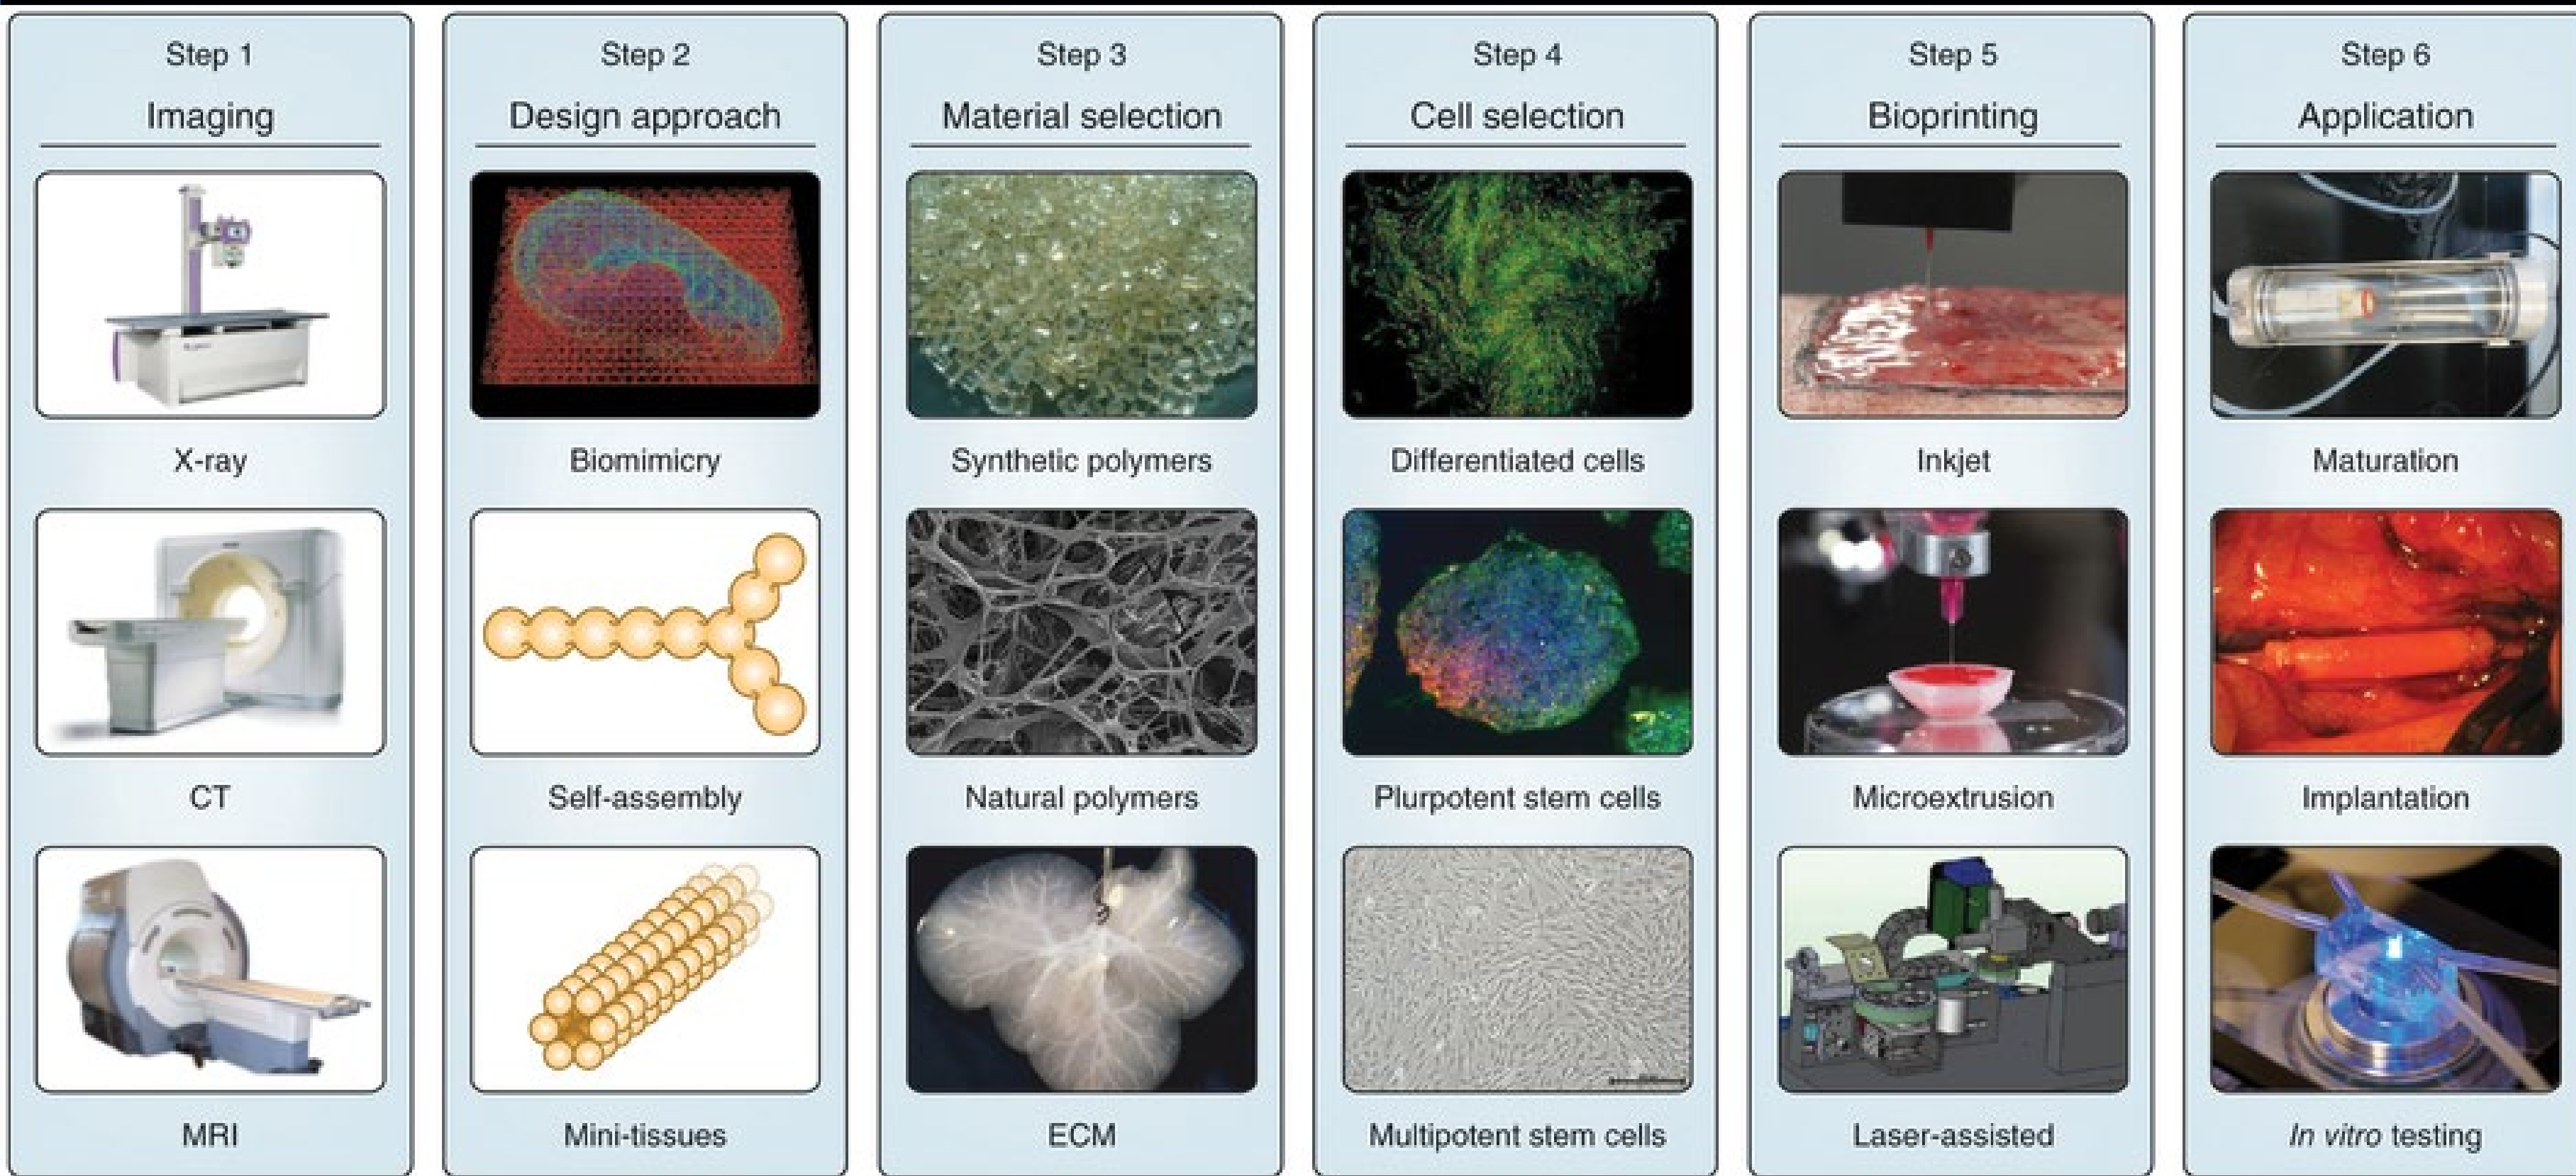 Step 1
Imaging
X-ray
CT
MRI
Step 2
Design approach
Biomimicry
Self-assembly
Mini-tissues
Step 3
Material selection
Synthetic polymers
Natural polymers
ECM
Step 4
Cell selection
Differentiated cells
Plurpotent stem cells
Multipotent stem cells
Step 5
Bioprinting
Inkjet
Microextrusion
Laser-assisted
Step 6
Application
Maturation
Implantation
In vitro testing